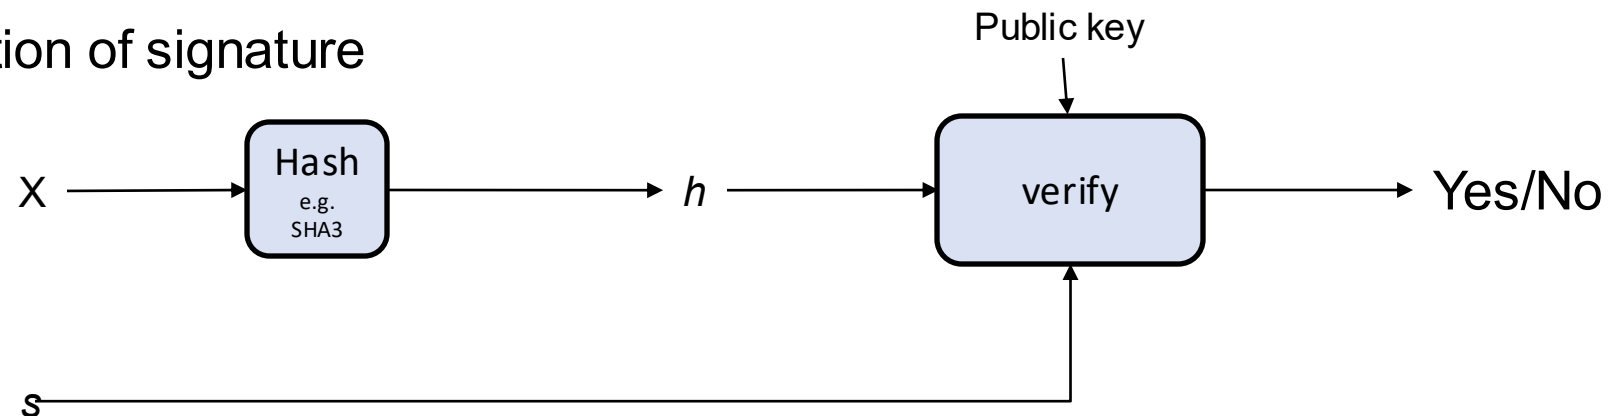 Public key
tion of signature
X
Hash
e.g.
SHA3
h
verify
Yes/No
s